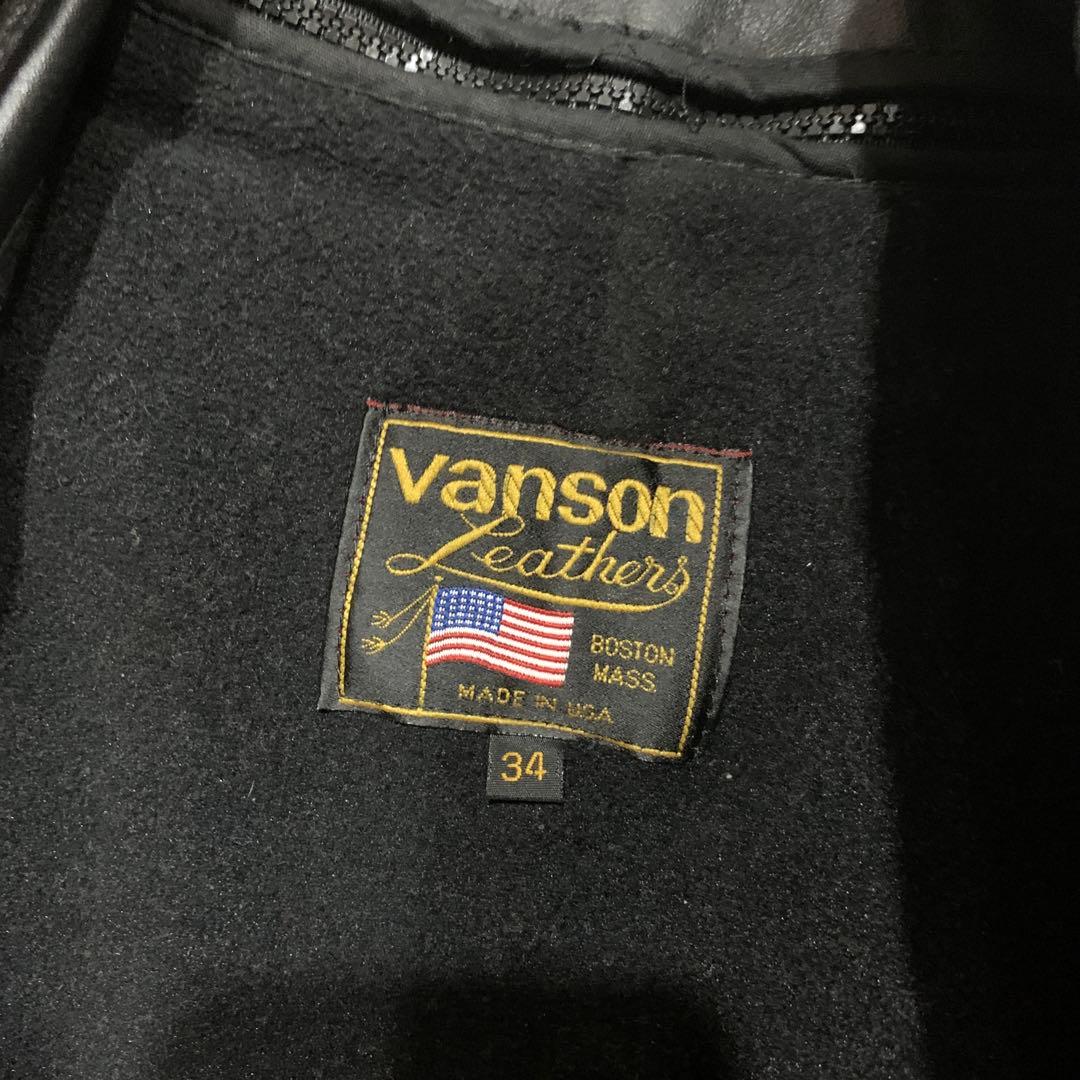 vanson
Leathers
BOSTON
MASS.
MADE IN USA
34